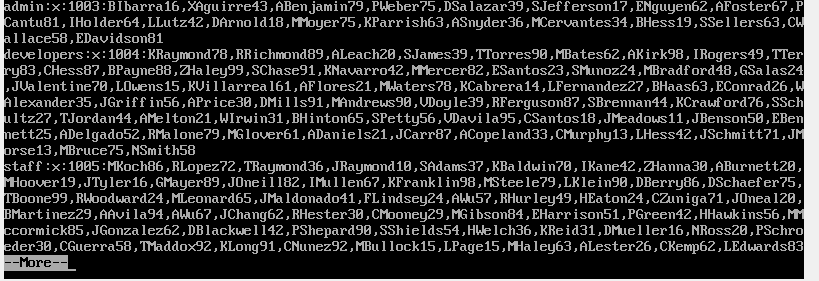 admin:x:1003:BIbarra16,XAguirre43,ABenjamin79,PWeber75,DSalazar39,SJefferson17,ENguyen62,AFoster67,P
Cantu81,IHolder64,LLutz42,DArnold18,MMoyer75,KParrish63,ASnyder36,MCervantes34,BHess19,SSellers63,CW
allace58,EDavidson81
developers:x:1004:KRaymond78,RRichmond89,ALeach20,SJames39,TTorres90,MBates62,AKirk98,IRogers49,TTer
ry83,CHess87,BPayne88,ZHaley99,SChase91,KNavarro42,MMercer82,ESantos23,SMunoz24,MBradford48,GSalas24
,JValentine70,LOwens15,KVillarreal61,AFlores21,MWaters78,KCabrera14,LFernandez27,BHaas63,EConrad26,W
Alexander35,JGriffin56,APrice30,DMills91,MAndrews90,VDoyle39,RFerguson87,SBrennan44,KCrawford76,SSch
ultz27,TJordan44,AMelton21,WIrwin31,BHinton65,SPetty56,VDavila95,CSantos18,JMeadows11,JBenson50,EBen
nett25,ADelgado52,RMalone79,MGlover61,ADaniels21,JCarr87,ACopeland33,CMurphy13,LHess42,JSchmitt71,JM
orse13,MBruce75,NSmith58
staff:x:1005:MKoch86,RLopez72,TRaymond36,JRaymond10,SAdams37,KBaldwin70,IKane42,ZHanna30,ABurnett20,
MHoover19,JTyler16,GMayer89,JOneill82,IMullen67,KFranklin98,MSteele79,LKlein90,DBerry86,DSchaefer75,
TBoone99,RWoodward24,MLeonard65,JMaldonado41,FLindsey24,AWu57,RHurley49,HEaton24,CZuniga71,JOneal20,
BMartinez29,AAvila94,AWu67,JChang62,RHester30,CMooney29,MGibson84,EHarrison51,PGreen42,HHawkins56,MM
ccormick85,JGonzalez62,DBlackwell42,PShepard90,SShields54,HWelch36,KReid31,DMueller16,NRoss20,PSchro
eder30,CGuerra58,TMaddox92,KLong91,CNunez92,MBullock15,LPage15,MHaley63,ALester26,CKemp62,LEdwards83
--More--